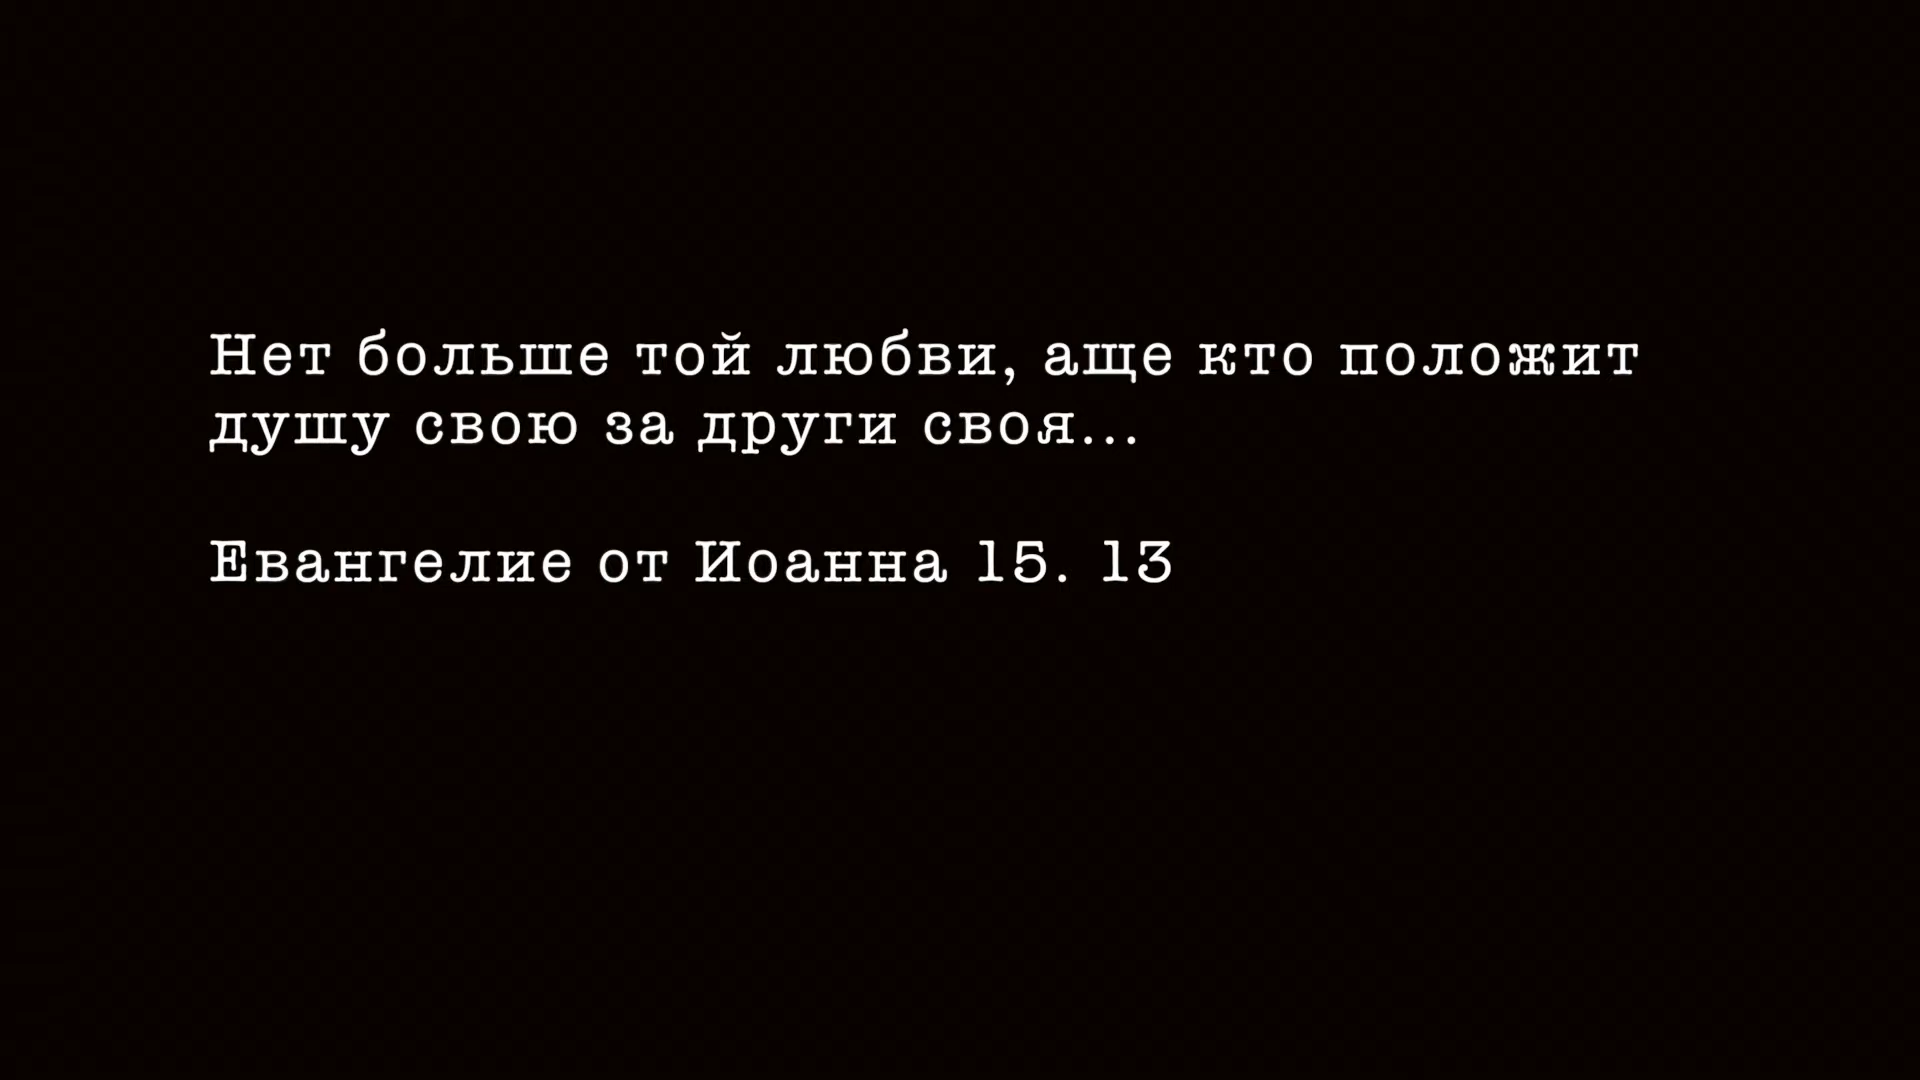 Нет больше той любви, аще кто положит
душу свою за други своя...
Евангелие от Иоанна 15. 13